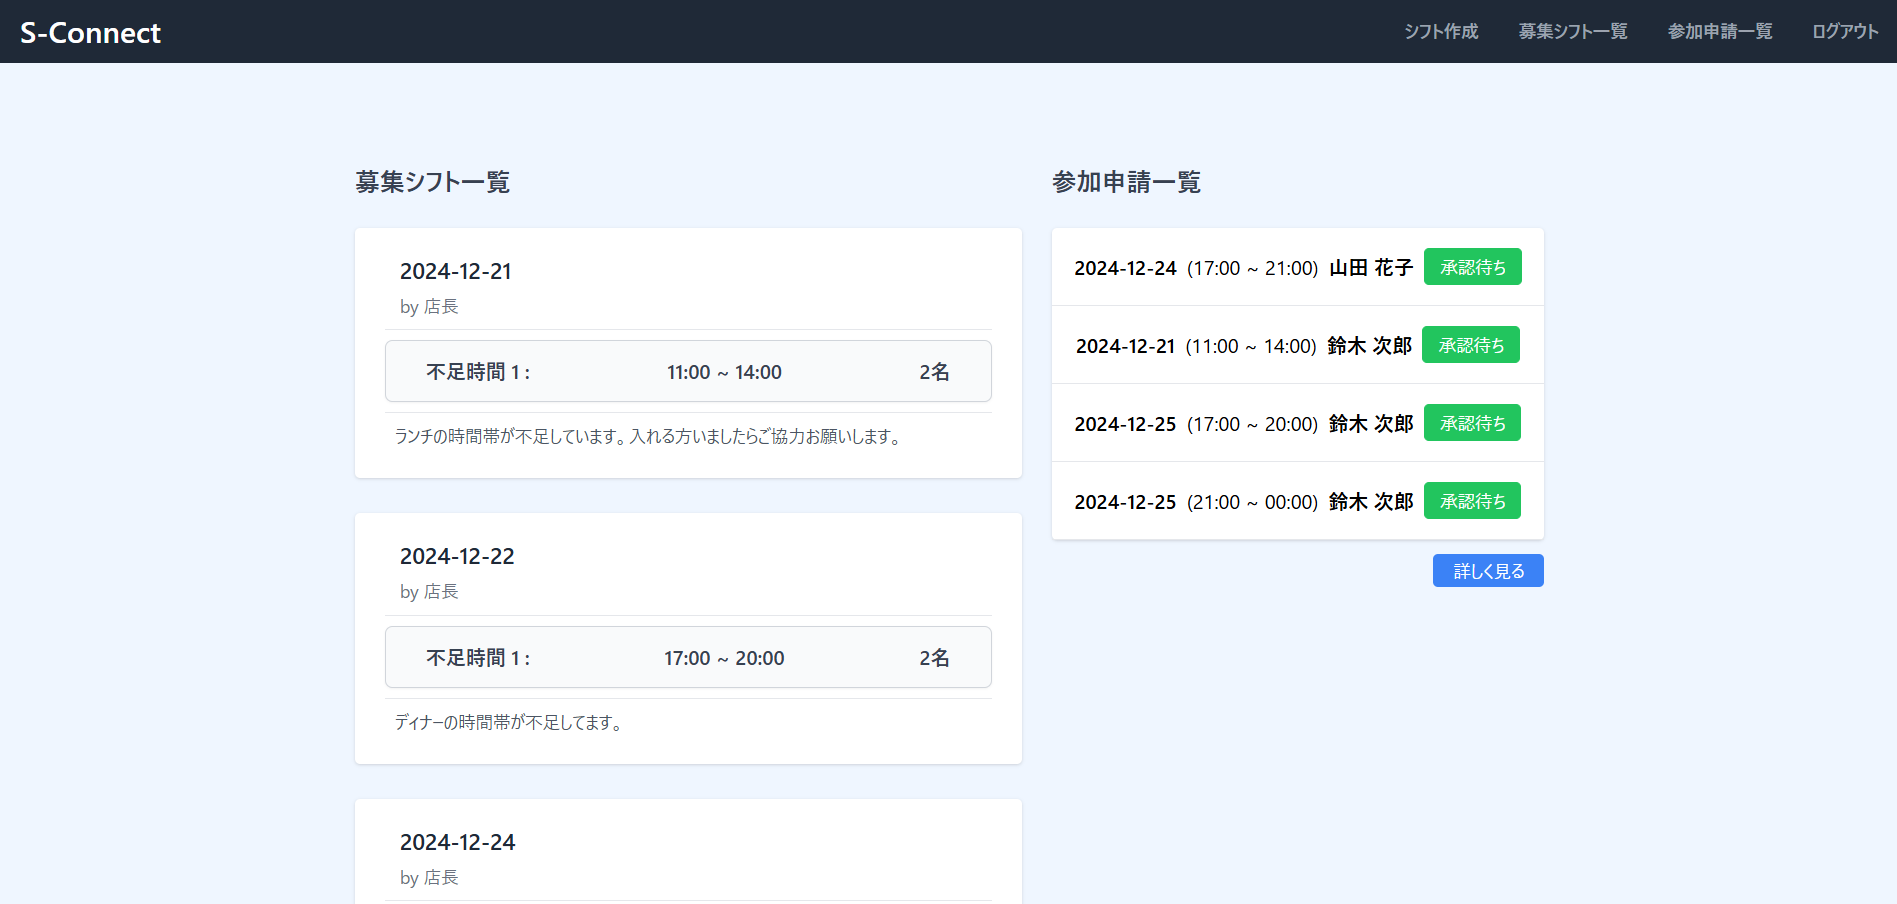 S-Connect
シフト作成 募集シフト一覧 参加申請一覧 ログアウト
募集シフト一覧
2024-12-21
by 店長
不足時間 1 : 11:00 ~ 14:00 2名
ランチの時間帯が不足しています。入れる方いましたらご協力お願いします。
2024-12-22
by 店長
不足時間 1 : 17:00 ~ 20:00 2名
ディナーの時間帯が不足してます。
2024-12-24
by 店長
参加申請一覧
2024-12-24 (17:00 ~ 21:00) 山田 花子 承認待ち
2024-12-21 (11:00 ~ 14:00) 鈴木 次郎 承認待ち
2024-12-25 (17:00 ~ 20:00) 鈴木 次郎 承認待ち
2024-12-25 (21:00 ~ 00:00) 鈴木 次郎 承認待ち
詳しく見る